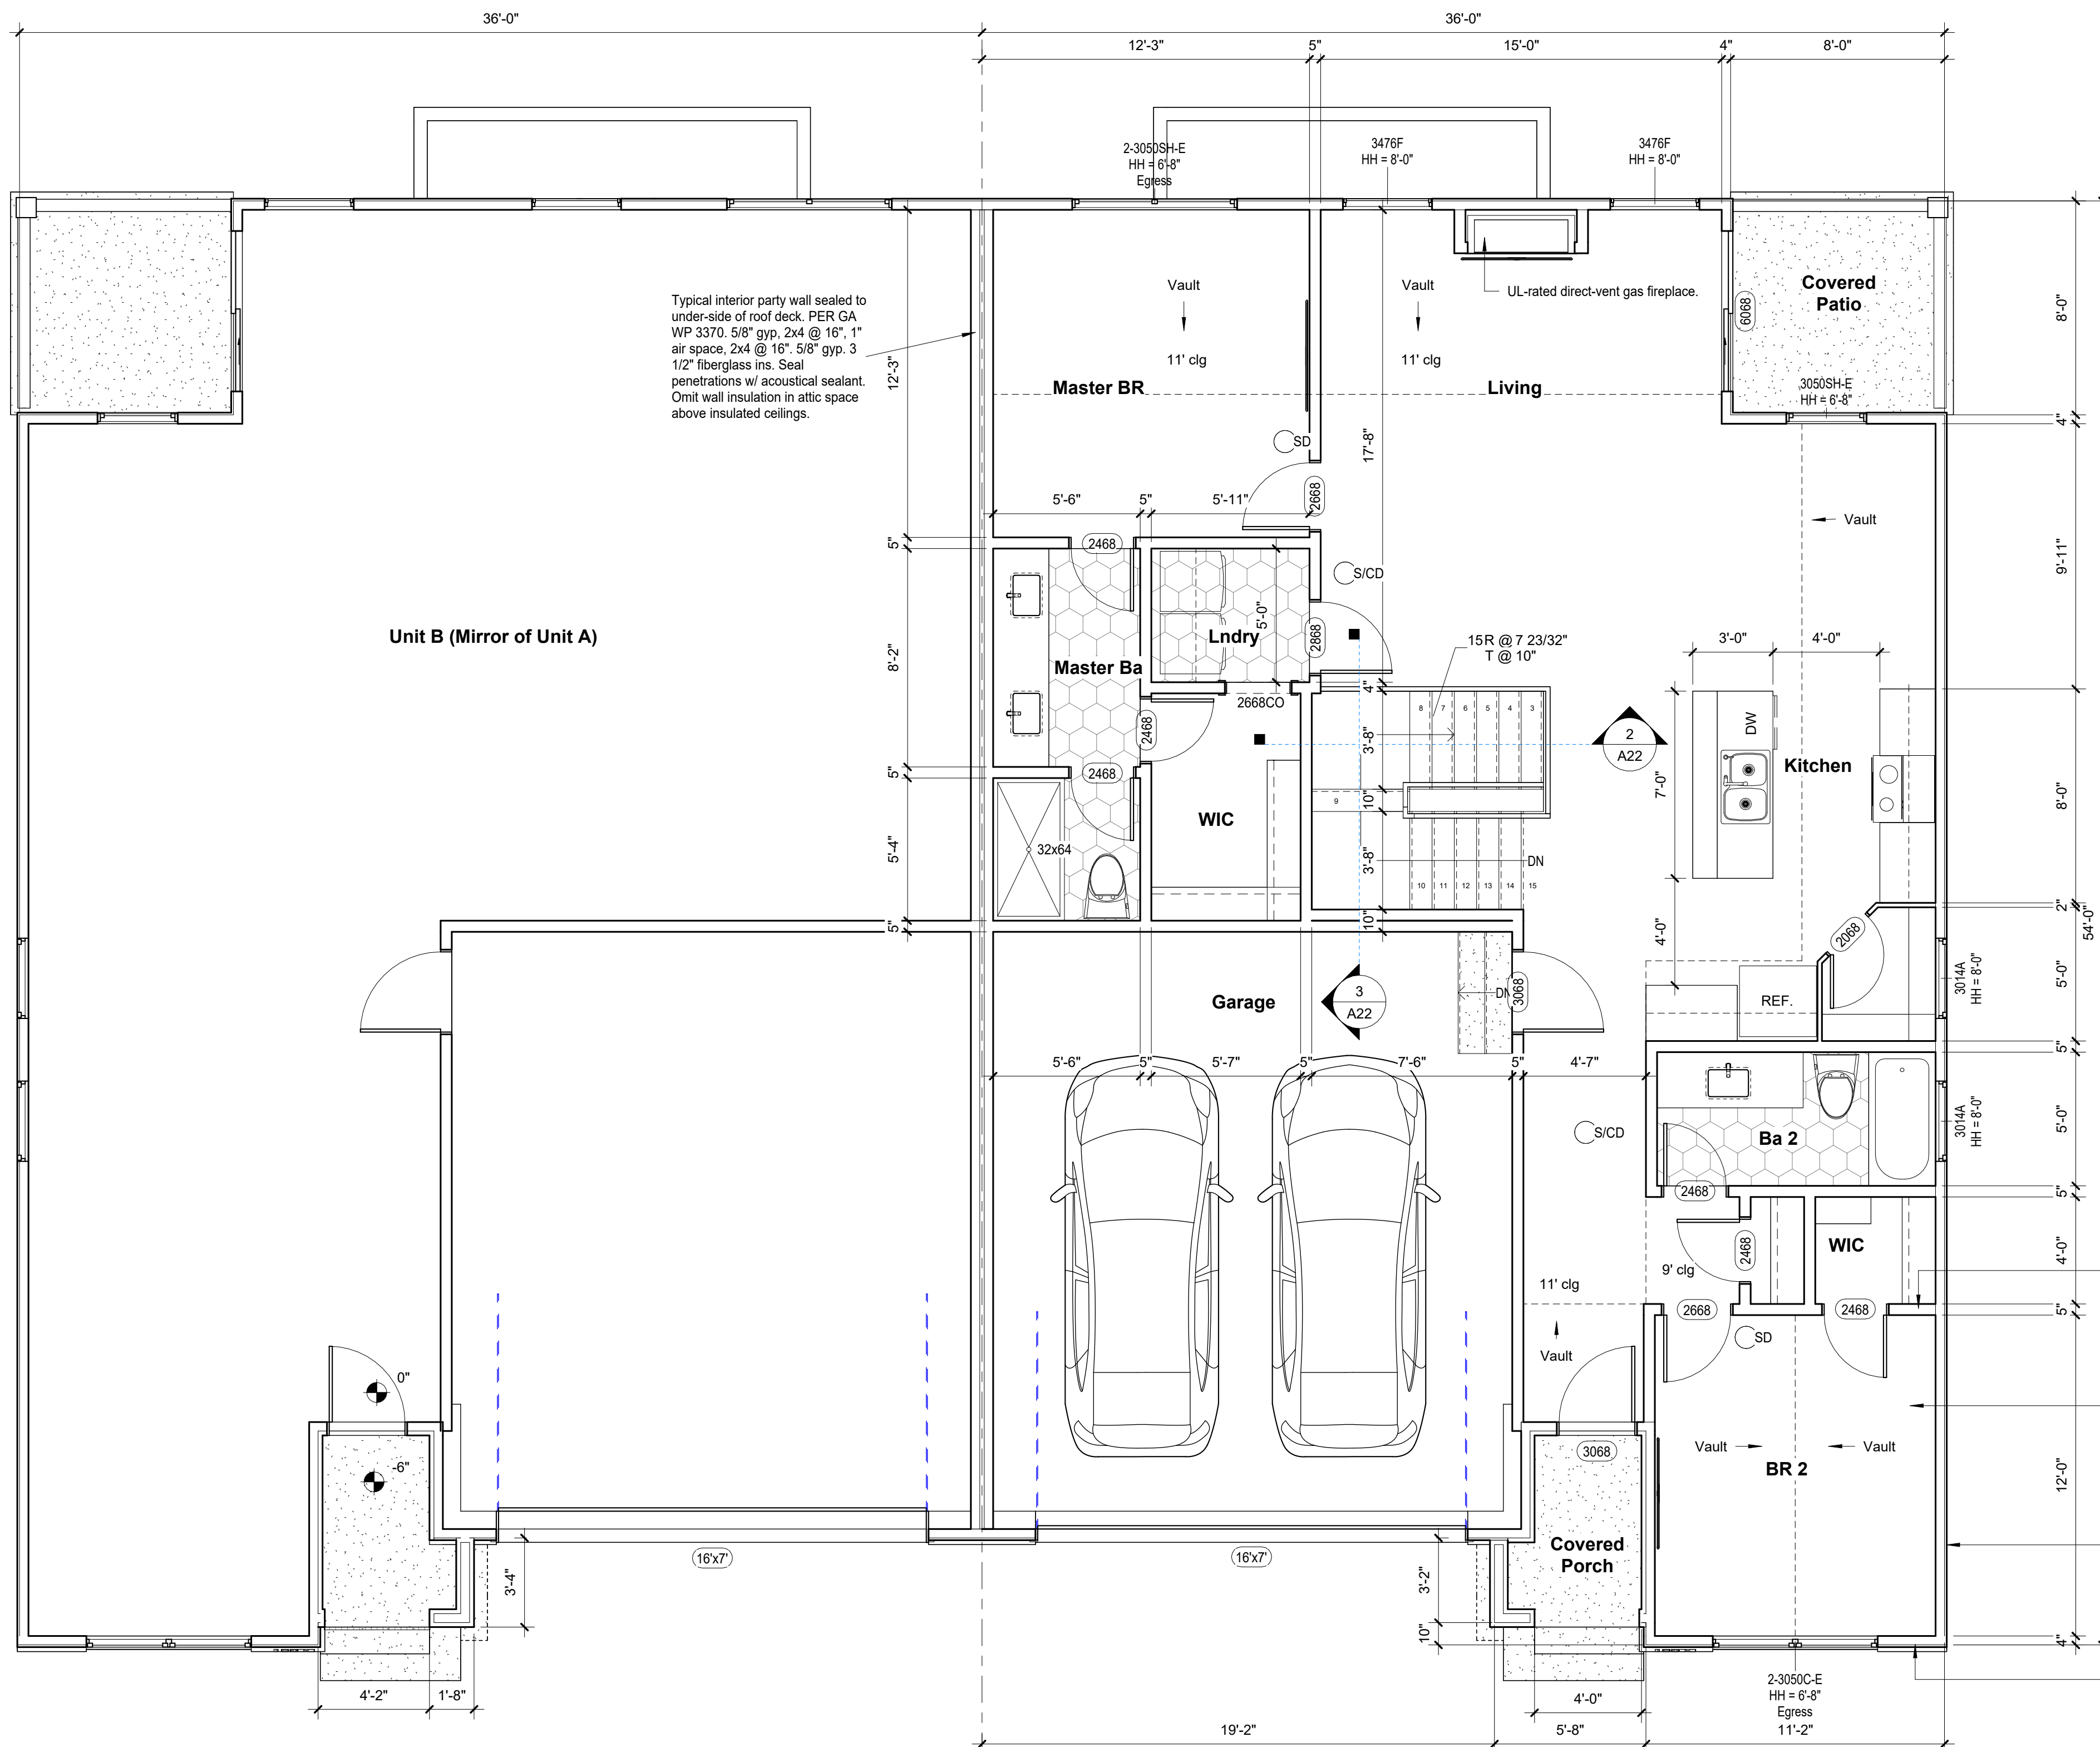 36'-0"
36'-0"
12'-3"
5"
15'-0"
4"
8'-0"
2-3050SH-E
HH = 6'-8"
Egress
3476F
HH = 8'-0"
3476F
HH = 8'-0"
Typical interior party wall sealed to
under-side of roof deck. PER GA
WP 3370. 5/8" gyp, 2x4 @ 16", 1"
air space, 2x4 @ 16". 5/8" gyp. 3
1/2" fiberglass ins. Seal
penetrations w/ acoustical sealant.
Omit wall insulation in attic space
above insulated ceilings.
12'-3"
Vault
11' clg
Master BR
Vault
11' clg
Living
UL-rated direct-vent gas fireplace.
6068
Covered
Patio
3050SH-E
HH = 6'-8"
8'-0"
4"
SD
17'-8"
2668
5'-6"
5"
5'-11"
Vault
9'-11"
5"
2468
S/CD
5'-0"
Unit B (Mirror of Unit A)
8'-2"
Master Ba
Lndry
2868
15R @ 7 23/32"
T @ 10"
3'-0"
4'-0"
4"
2668CO
2468
8
7
6
5
4
3
3'-8"
2
A22
DW
Kitchen
7'-0"
8'-0"
5"
2468
9
10"
WIC
5'-4"
32x64
3'-8"
DN
10
11
12
13
14
15
5"
10"
4'-0"
2068
2"
54'-0"
Garage
3
A22
DN
3068
REF.
3014A
HH = 8'-0"
5'-0"
5'-6"
5"
5'-7"
5"
7'-6"
5"
4'-7"
5"
S/CD
Ba 2
3014A
HH = 8'-0"
5'-0"
2468
5"
2468
WIC
4'-0"
11' clg
9' clg
2668
2468
5"
SD
Vault
0"
-6"
3068
Vault
Vault
BR 2
12'-0"
Covered
Porch
16'x7'
16'x7'
3'-4"
3'-2"
10"
4"
4'-2"
1'-8"
4'-0"
2-3050C-E
HH = 6'-8"
Egress
19'-2"
5'-8"
11'-2"